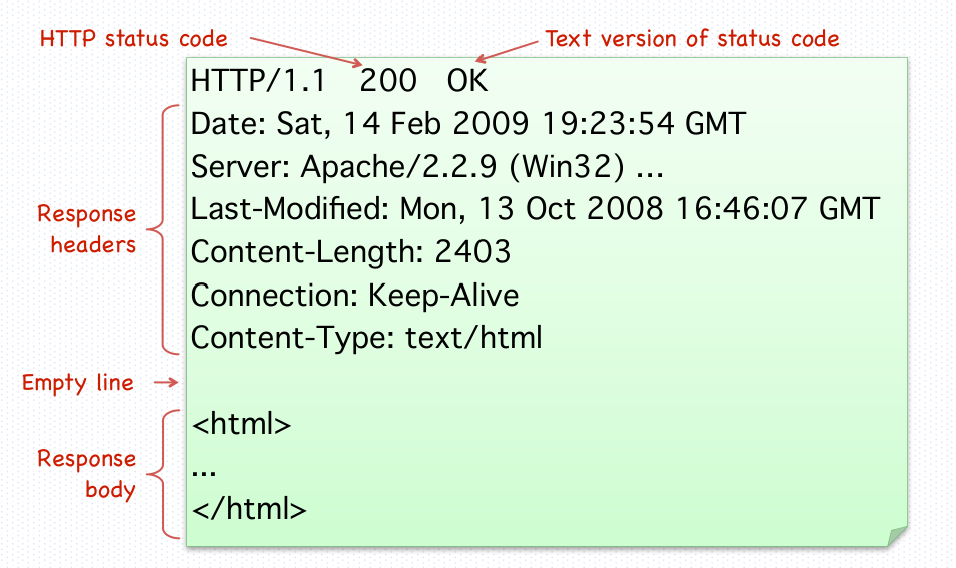 HTTP status code
Text version of status code
HTTP/1.1 200 OK
Date: Sat, 14 Feb 2009 19:23:54 GMT
Server: Apache/2.2.9 (Win32) ...
Last-Modified: Mon, 13 Oct 2008 16:46:07 GMT
Content-Length: 2403
Connection: Keep-Alive
Content-Type: text/html
Response
headers
Empty line
<html>
...
</html>
Response
body